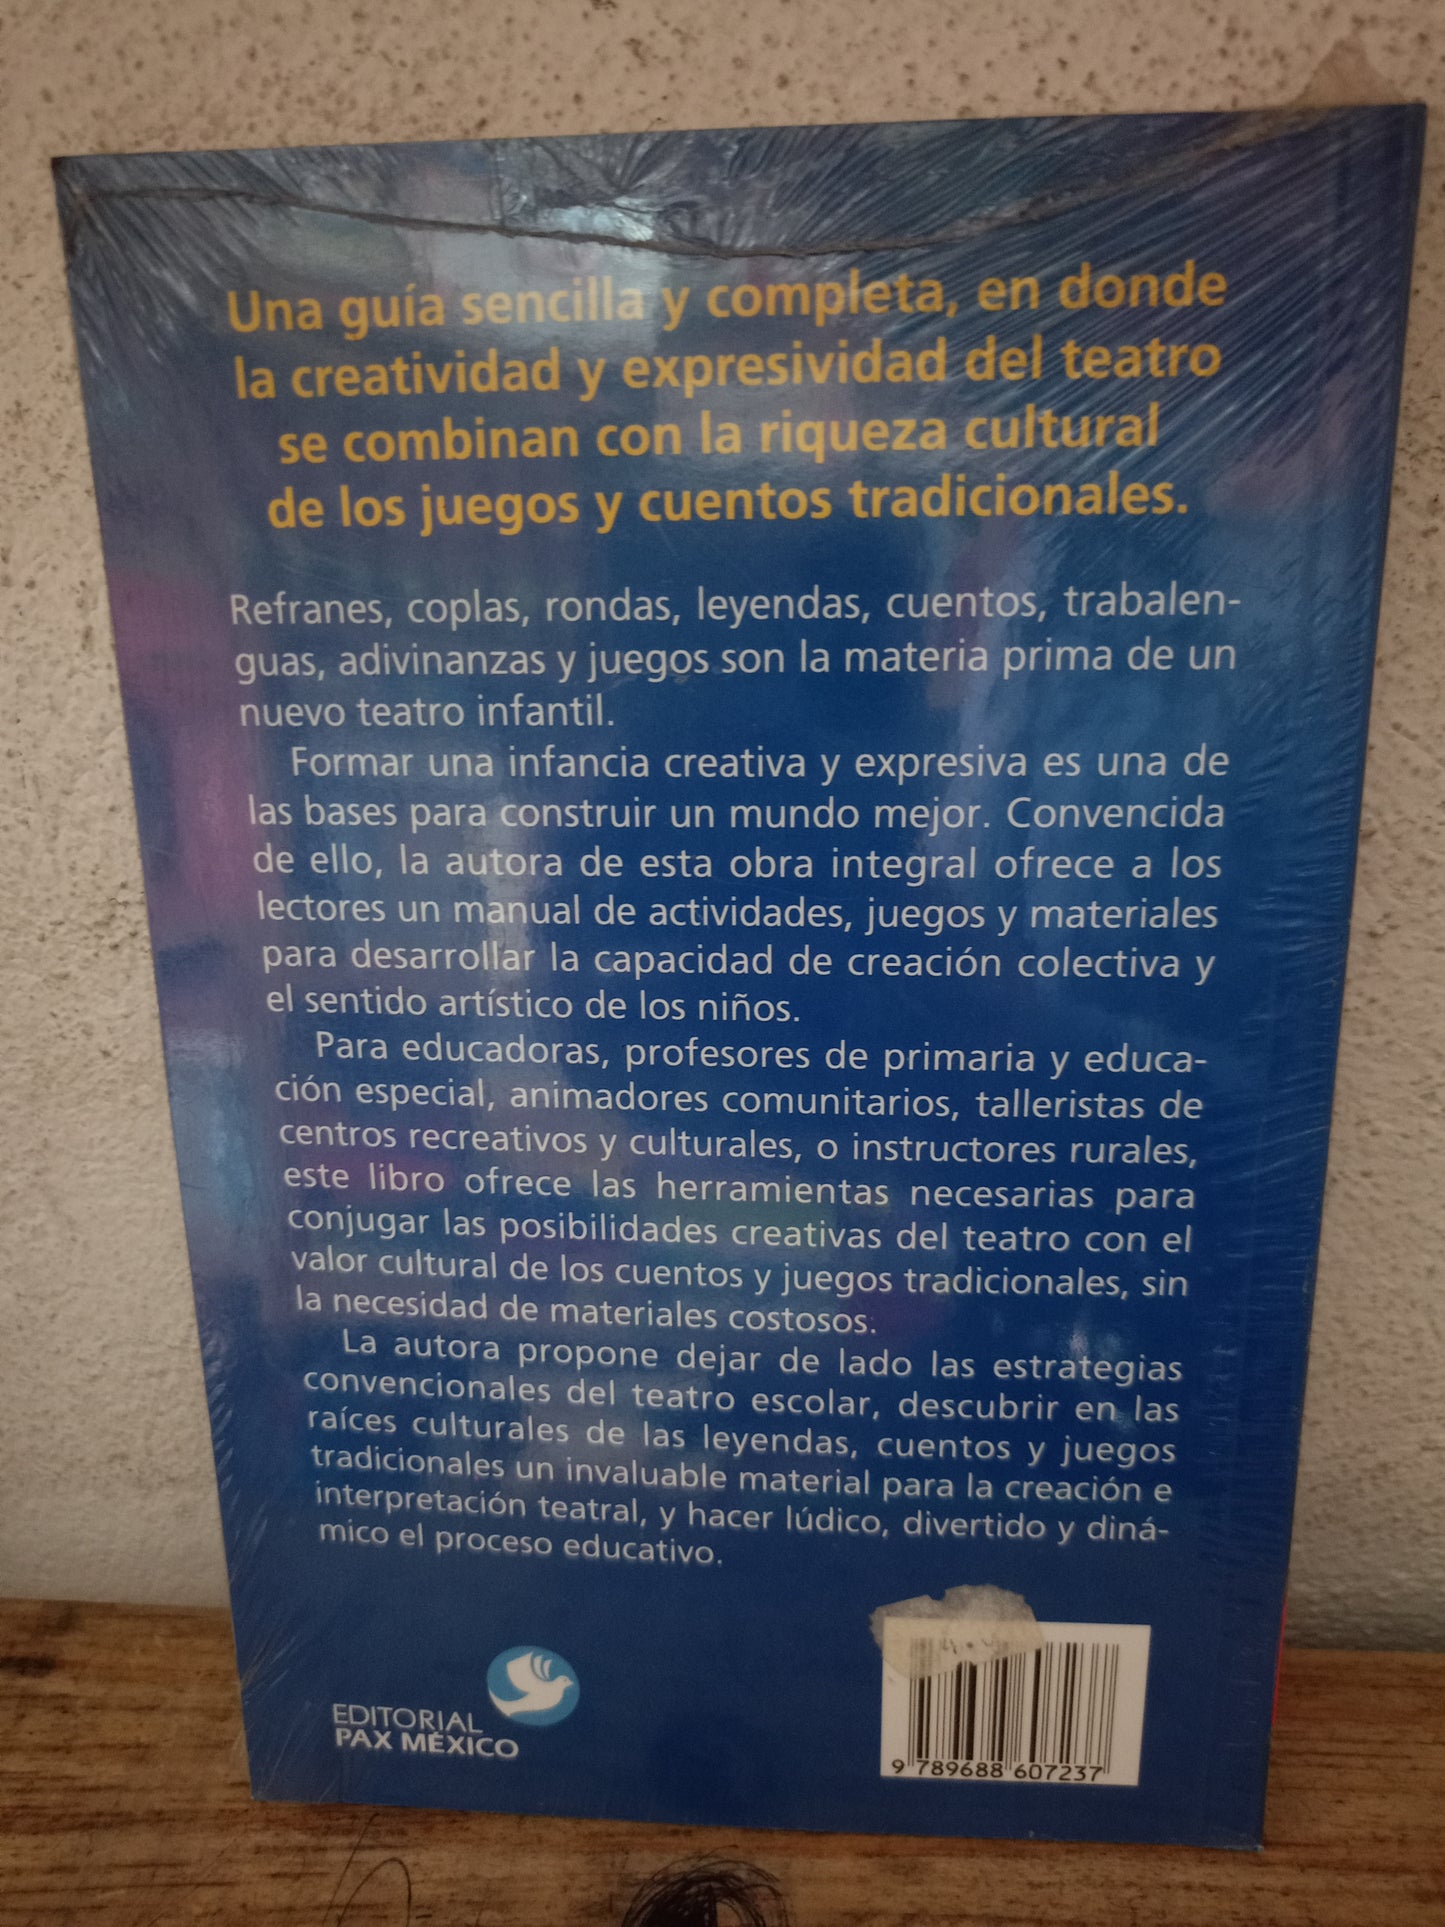 Una guía sencilla y completa, en donde
la creatividad y expresividad del teatro
se combinan con la riqueza cultural
de los juegos y cuentos tradicionales.
Refranes, coplas, rondas, leyendas, cuentos, trabalen-
guas, adivinanzas y juegos son la materia prima de un
nuevo teatro infantil.
Formar una infancia creativa y expresiva es una de
las bases para construir un mundo mejor. Convencida
de ello, la autora de esta obra integral ofrece a los
lectores un manual de actividades, juegos y materiales
para desarrollar la capacidad de creación colectiva y
el sentido artístico de los niños.
Para educadoras, profesores de primaria y educa-
ción especial, animadores comunitarios, talleristas de
centros recreativos y culturales, o instructores rurales,
este libro ofrece las herramientas necesarias para
conjugar las posibilidades creativas del teatro con el
valor cultural de los cuentos y juegos tradicionales, sin
la necesidad de materiales costosos.
La autora propone dejar de lado las estrategias
convencionales del teatro escolar, descubrir en las
raíces culturales de las leyendas, cuentos y juegos
tradicionales un invaluable material para la creación e
interpretación teatral, y hacer lúdico, divertido y diná-
mico el proceso educativo.
EDITORIAL
PAX MÉXICO
9 789688 607237